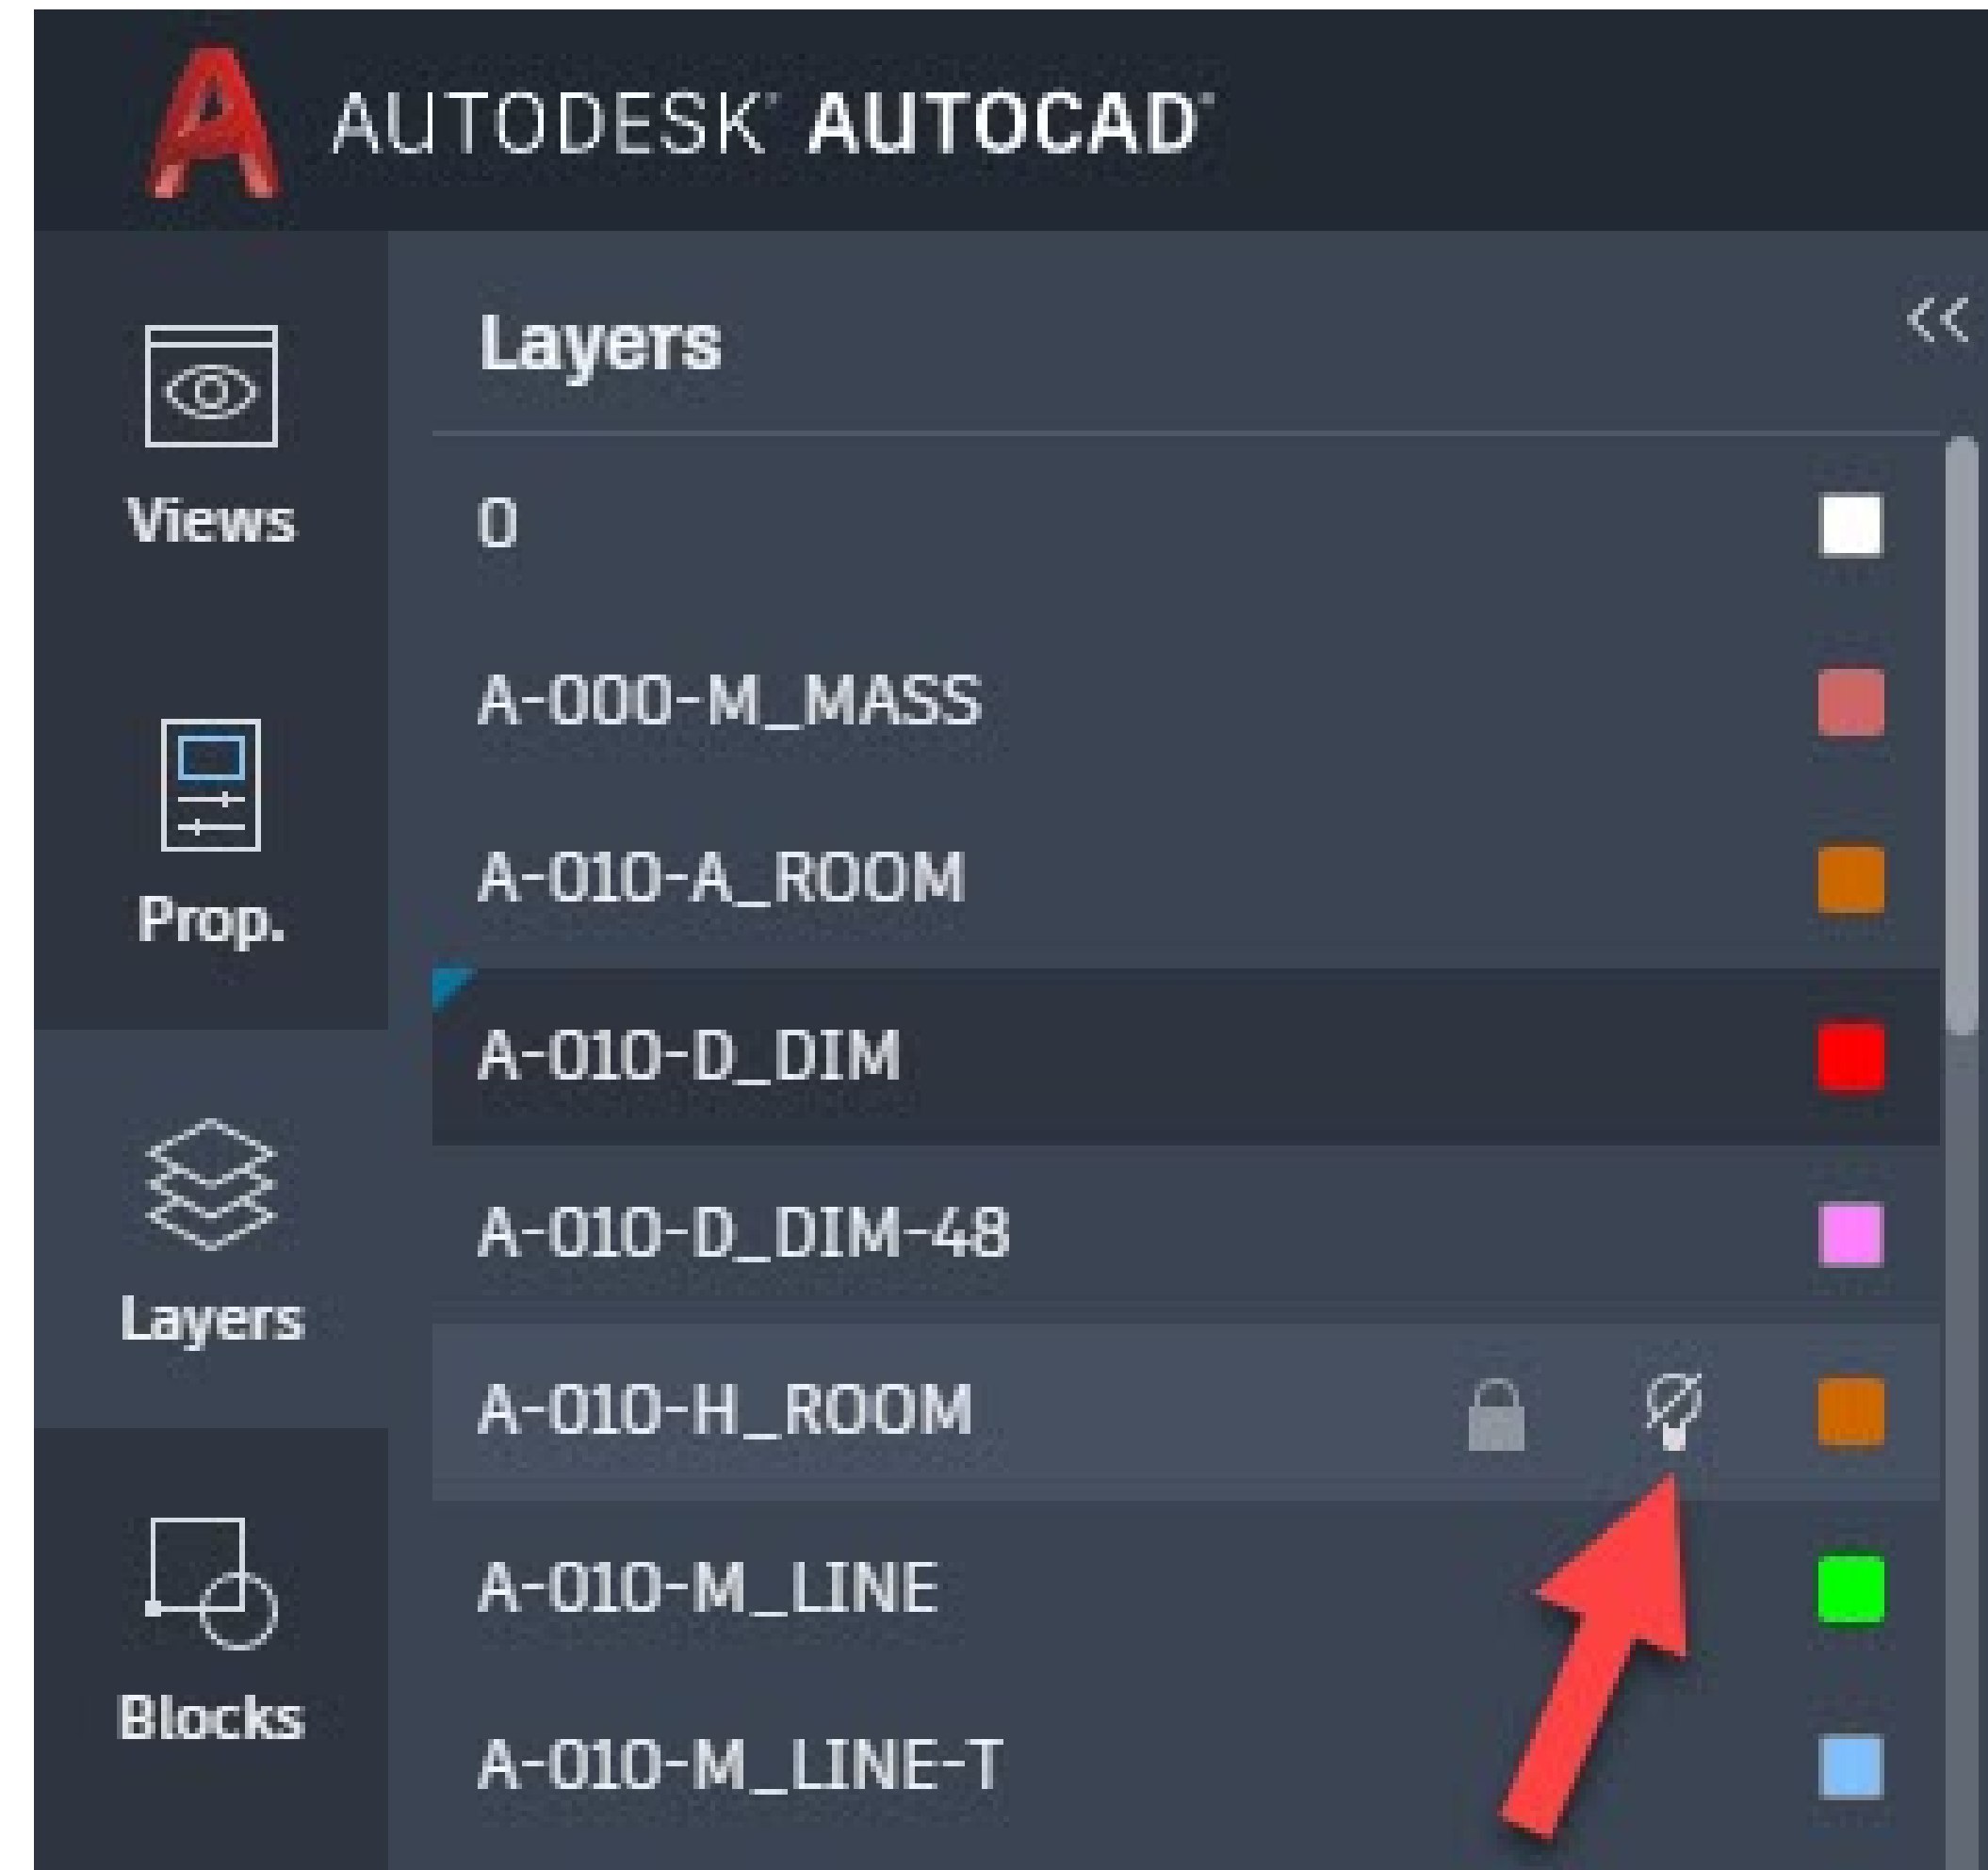 AUTODESK® AUTOCAD®
Layers
Views
0
A-000-M_MASS
A-010-A_ROOM
Prop.
A-010-D_DIM
A-010-D_DIM-48
Layers
A-010-H_ROOM
A-010-M_LINE
Blocks
A-010-M_LINE-T